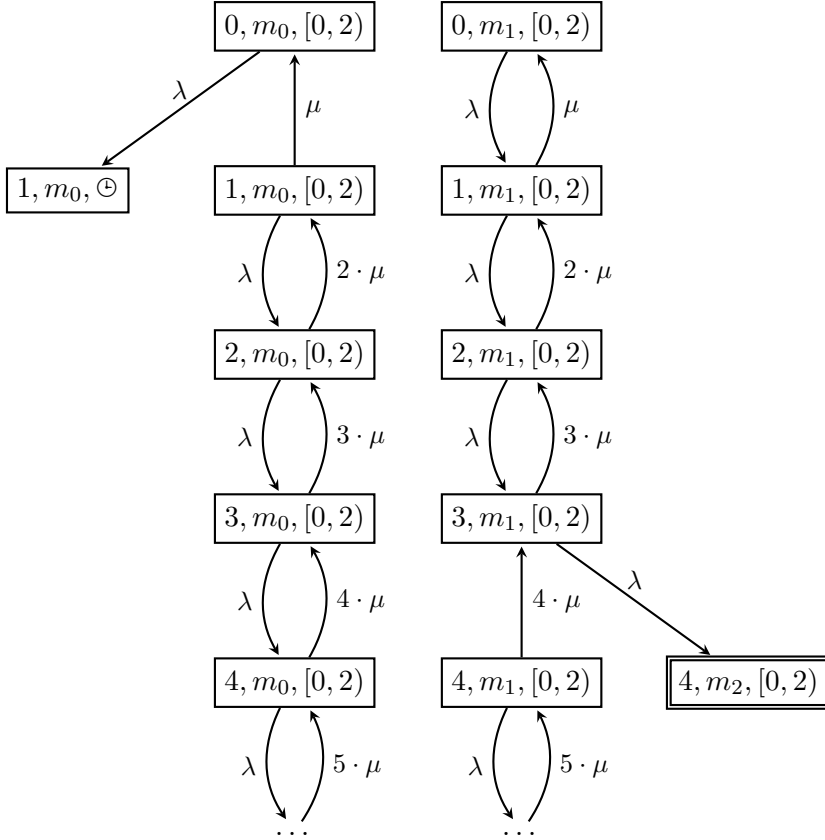 0, m₀, [0, 2) 0, m₁, [0, 2)
λ μ λ μ
1, m₀, 🕒 1, m₀, [0, 2) 1, m₁, [0, 2)
λ 2 · μ λ 2 · μ
2, m₀, [0, 2) 2, m₁, [0, 2)
λ 3 · μ λ 3 · μ
3, m₀, [0, 2) 3, m₁, [0, 2)
λ 4 · μ 4 · μ λ
4, m₀, [0, 2) 4, m₁, [0, 2) 4, m₂, [0, 2)
λ 5 · μ λ 5 · μ
... ...